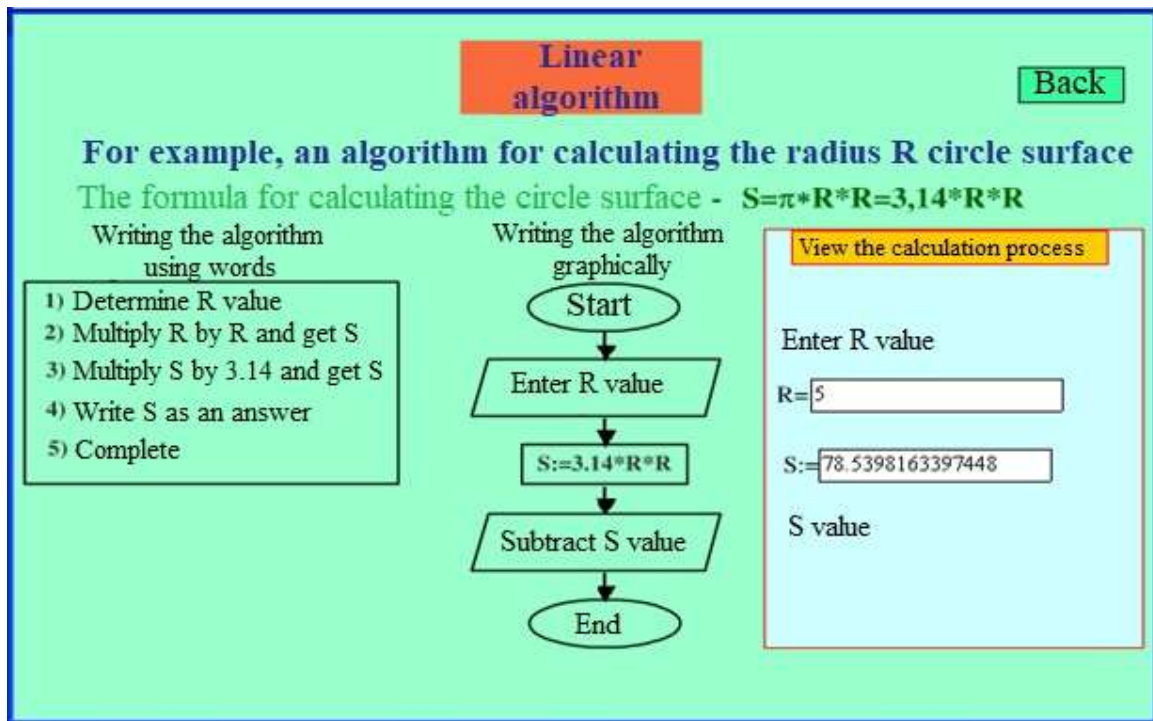 Linear
algorithm
Back
For example, an algorithm for calculating the radius R circle surface
The formula for calculating the circle surface - S=π*R*R=3,14*R*R
Writing the algorithm
using words
1) Determine R value
2) Multiply R by R and get S
3) Multiply S by 3.14 and get S
4) Write S as an answer
5) Complete
Writing the algorithm
graphically
Start
Enter R value
S:=3.14*R*R
Subtract S value
End
View the calculation process
Enter R value
R=5
S:=78.5398163397448
S value